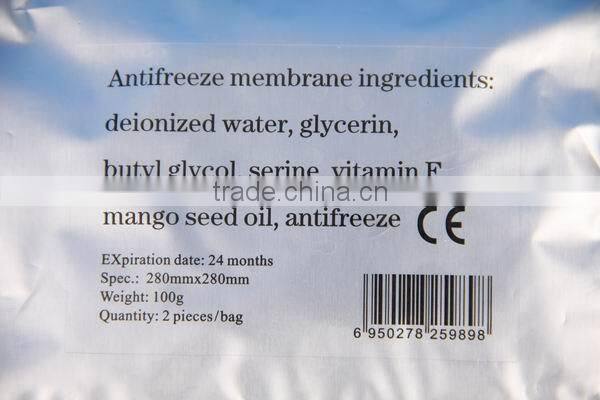 Antifreeze membrane ingredients:
deionized water, glycerin,
butyl glycol, serine, vitamin E
trade.china.cn
mango seed oil, antifreeze CE
EXpiration date: 24 months
Spec.: 280mmx280mm
Weight: 100g
Quantity: 2 pieces/bag
6 950278 259898